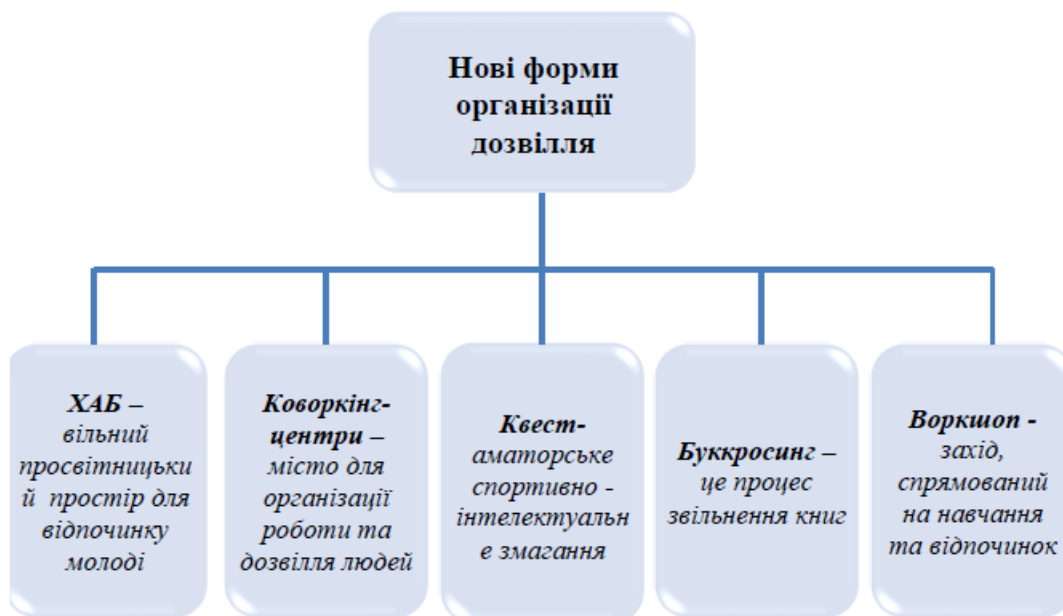 Нові форми
організації
дозвілля
ХАБ –
вільний
просвітницьки
й простір для
відпочинку
молоді
Коворкінг-
центри –
місто для
організації
роботи та
дозвілля людей
Квест-
аматорське
спортивно -
інтелектуальн
е змагання
Буккросинг –
це процес
звільнення книг
Воркшоп -
захід,
спрямований
на навчання
та відпочинок